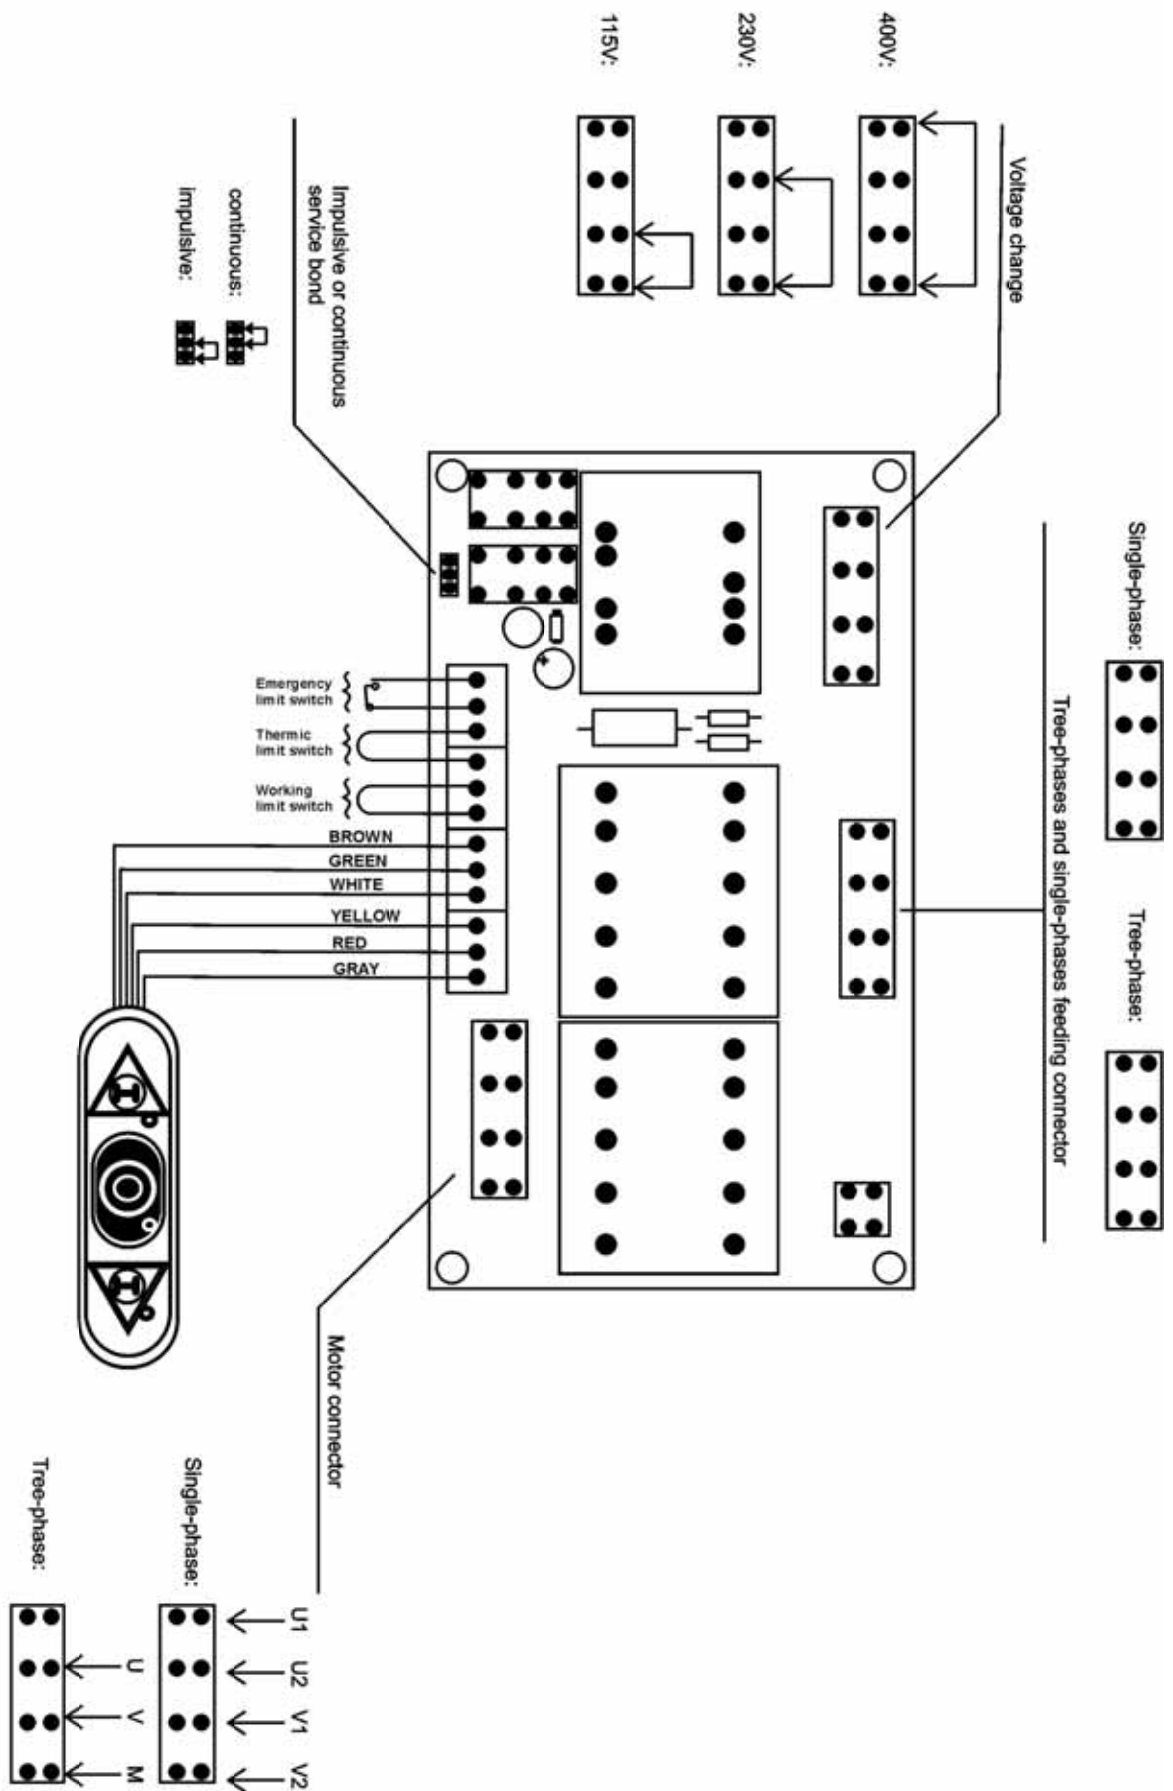 400V:
230V:
115V:
Voltage change
Impulsive or continuous
service bond
continuous:
impulsive:
Single-phase:
Tree-phase:
Tree-phases and single-phases feeding connector
Emergency
limit switch
Thermic
limit switch
Working
limit switch
BROWN
GREEN
WHITE
YELLOW
RED
GRAY
+
I
I
Motor connector
Single-phase:
U1 U2 V1 V2
Tree-phase:
U V M